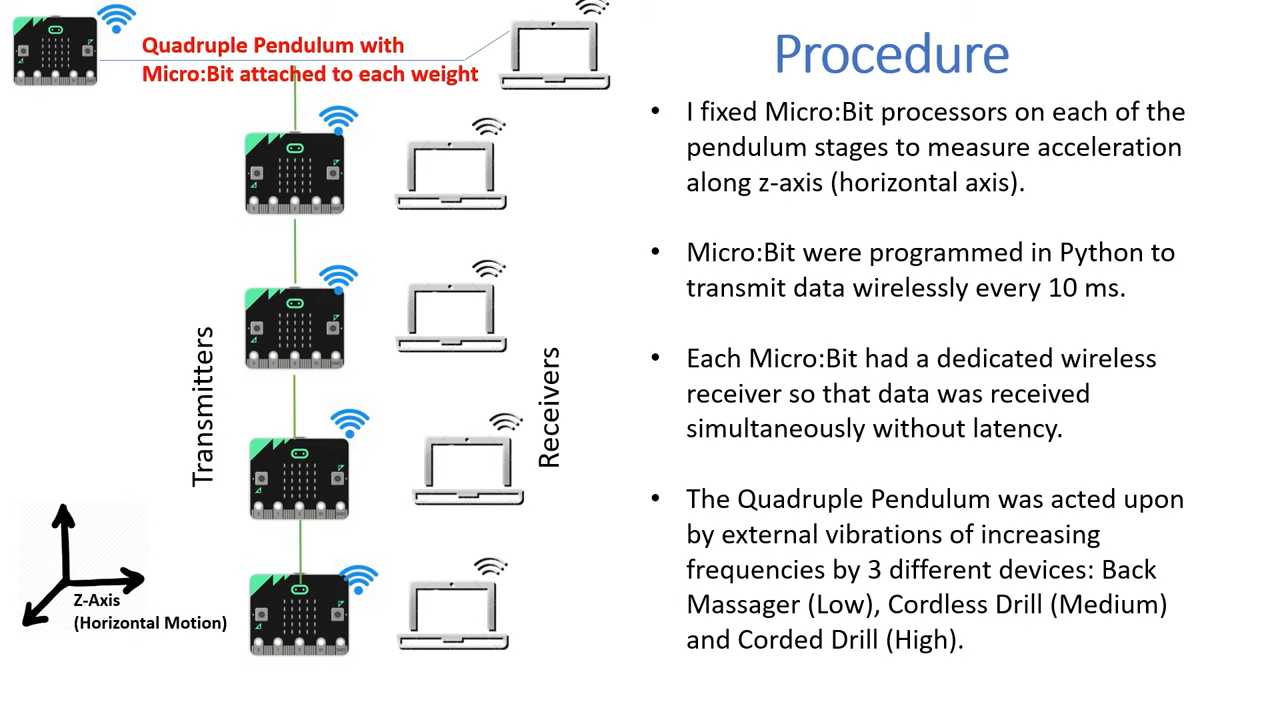 Quadruple Pendulum with
Micro:Bit attached to each weight
Transmitters
Receivers
Z-Axis
(Horizontal Motion)
Procedure
• I fixed Micro:Bit processors on each of the
pendulum stages to measure acceleration
along z-axis (horizontal axis).
• Micro:Bit were programmed in Python to
transmit data wirelessly every 10 ms.
• Each Micro:Bit had a dedicated wireless
receiver so that data was received
simultaneously without latency.
• The Quadruple Pendulum was acted upon
by external vibrations of increasing
frequencies by 3 different devices: Back
Massager (Low), Cordless Drill (Medium)
and Corded Drill (High).